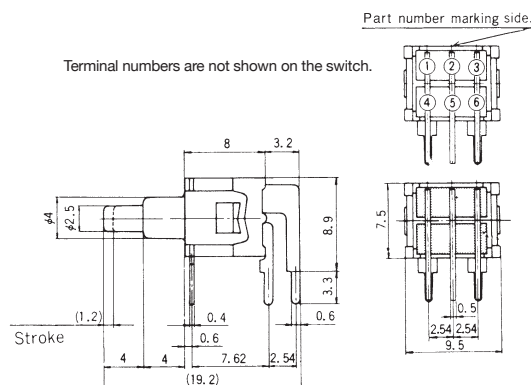 Part number marking side.
Terminal numbers are not shown on the switch.
1 2 3
4 5 6
8
3.2
φ4
φ2.5
8.9
7.5
3.3
(1.2)
0.4
0.6
0.6
0.5
Stroke
2.54 2.54
4
4
7.62
2.54
9.5
(19.2)